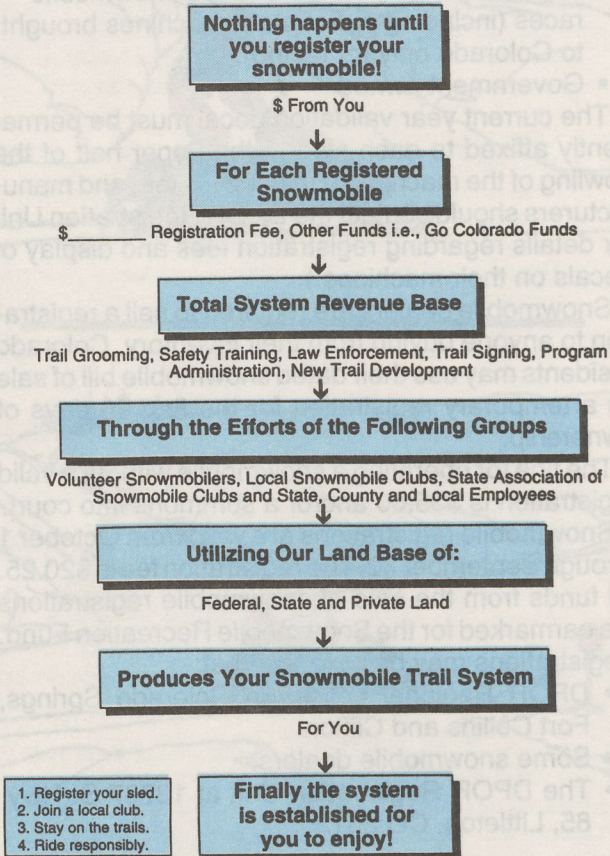 Nothing happens until
you register your
snowmobile!
$ From You
For Each Registered
Snowmobile
$ Registration Fee, Other Funds i.e., Go Colorado Funds
Total System Revenue Base
Trail Grooming, Safety Training, Law Enforcement, Trail Signing, Program
Administration, New Trail Development
Through the Efforts of the Following Groups
Volunteer Snowmobilers, Local Snowmobile Clubs, State Association of
Snowmobile Clubs and State, County and Local Employees
Utilizing Our Land Base of:
Federal, State and Private Land
Produces Your Snowmobile Trail System
For You
Finally the system
is established for
you to enjoy!
1. Register your sled.
2. Join a local club.
3. Stay on the trails.
4. Ride responsibly.